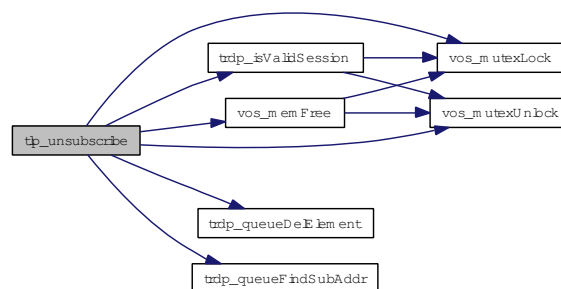 tlp_unsubscribe
trdp_isValidSession
vos_memFree
vos_mutexLock
vos_mutexUnlock
trdp_queueDelElement
trdp_queueFindSubAddr